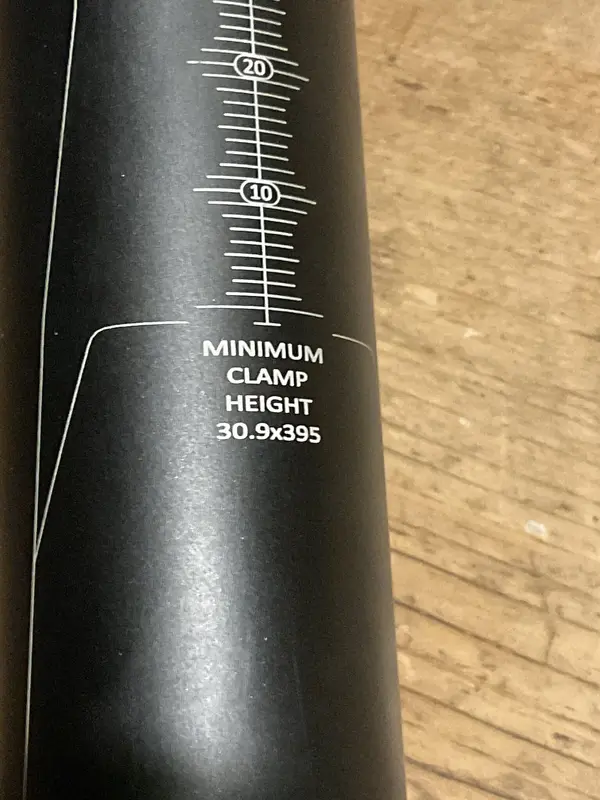 20
10
MINIMUM
CLAMP
HEIGHT
30.9x395